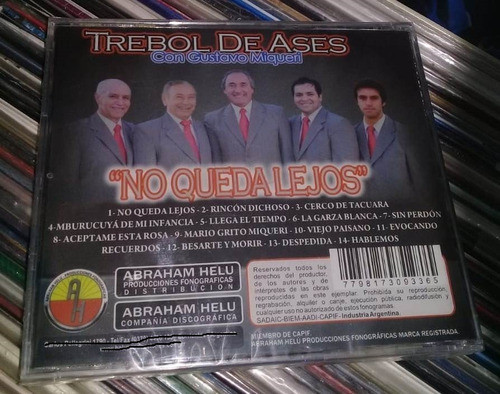 TREBOL DE ASES
Con Gustavo Miqueri
"NO QUEDA LEJOS"
1- NO QUEDA LEJOS - 2- RINCÓN DICHOSO - 3- CERCO DE TACUARA
4-MBURUCUYÁ DE MI INFANCIA - 5- LLEGA EL TIEMPO - 6- LA GARZA BLANCA - 7- SIN PERDÓN
8- ACEPTAME ESTA ROSA - 9- MARIO GRITO MIQUERI - 10- VIEJO PAISANO - 11- EVOCANDO
RECUERDOS - 12- BESARTE Y MORIR - 13- DESPEDIDA - 14- HABLEMOS
ABRAHAM HELU
PRODUCCIONES FONOGRÁFICAS
DISTRIBUCION
AH
ABRAHAM HELU
COMPAÑIA DISCOGRÁFICA
Reservados todos los
derechos del productor,
de los autores y de
intérpretes de las obras
reproducidas en este ejemplar. Prohibida su reproducción,
regrabación, alquiler o canje, ejecución pública, radiodifusión y
cualquier uso no autorizado de estos fonogramas.
SADAIC-BIEM-AADI-CAPIF - Industria Argentina.
7798173093365
MIEMBRO DE CAPIF.
ABRAHAM HELU PRODUCCIONES FONOGRÁFICAS MARCA REGISTRADA.